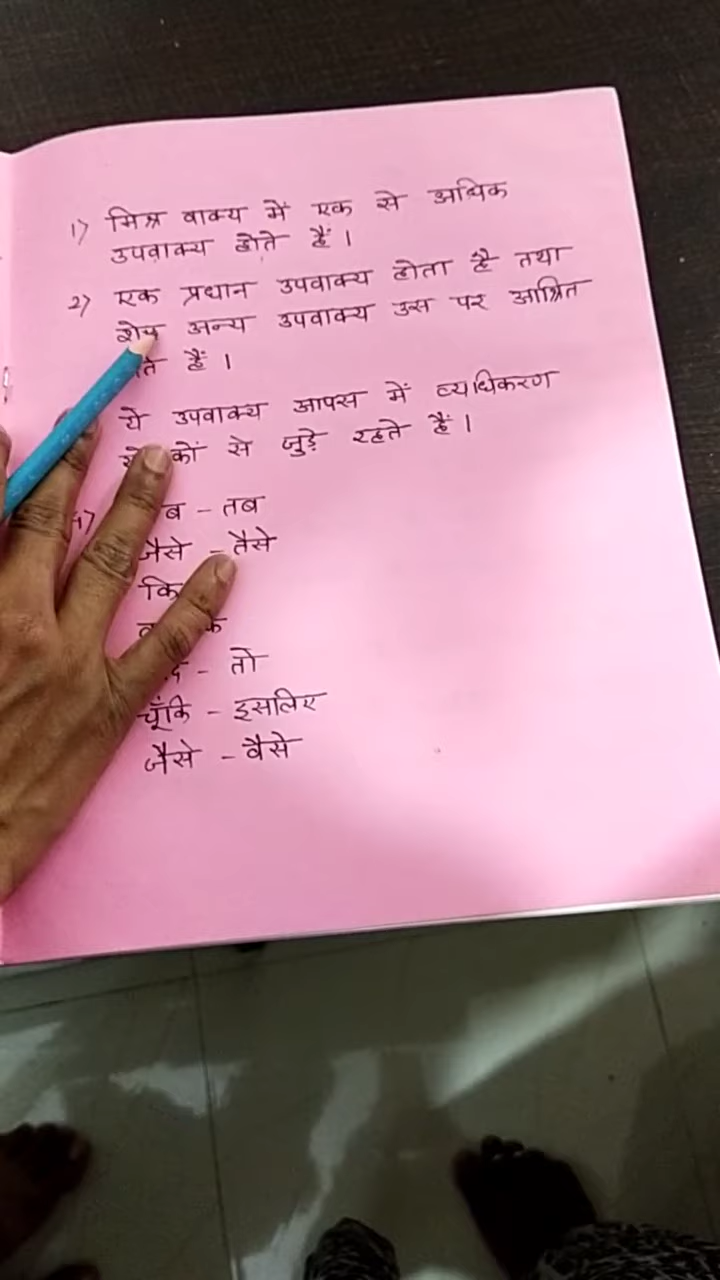 1) मिश्र वाक्य में एक से अधिक
उपवाक्य होते हैं।
2) एक प्रधान उपवाक्य होता है तथा
शेष अन्य उपवाक्य उस पर आश्रित
हैं।
ये उपवाक्य आपस में व्यधिकरण
से जुड़े रहते हैं।
- तब
जैसे - तैसे
कि
- तो
चूँकि - इसलिए
जैसे - वैसे